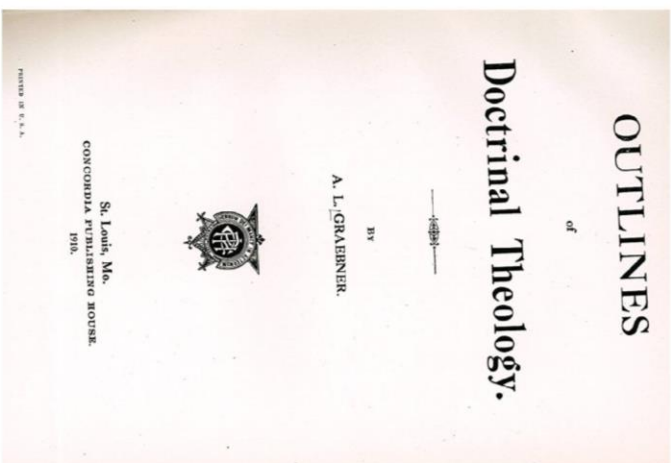 OUTLINES
of
Doctrinal Theology.
BY
A. L. GRAEBNER.
St. Louis, Mo.
CONCORDIA PUBLISHING HOUSE.
1910.
PRINTED IN U. S. A.